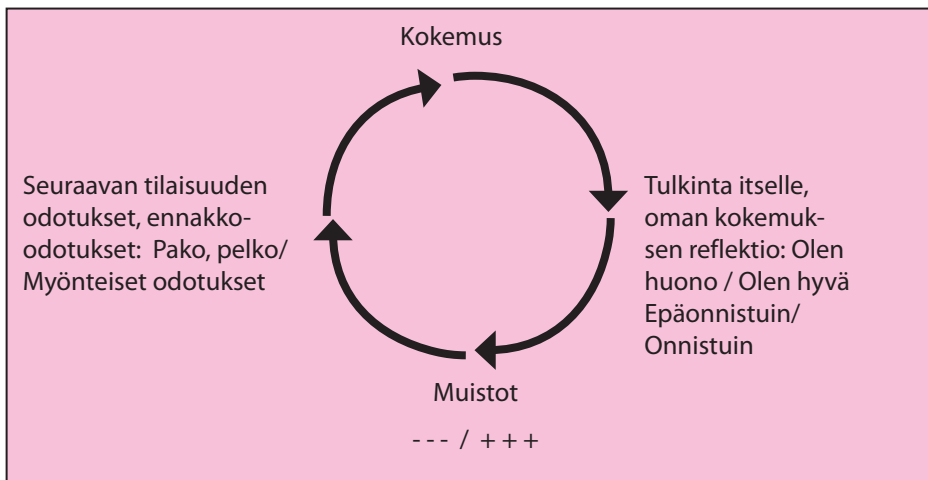 Kokemus
Seuraavan tilaisuuden
odotukset, ennakko-
odotukset: Pako, pelko/
Myönteiset odotukset
Tulkinta itselle,
oman kokemuk-
sen reflektio: Olen
huono / Olen hyvä
Epäonnistuin/
Onnistuin
Muistot
- - - / + + +